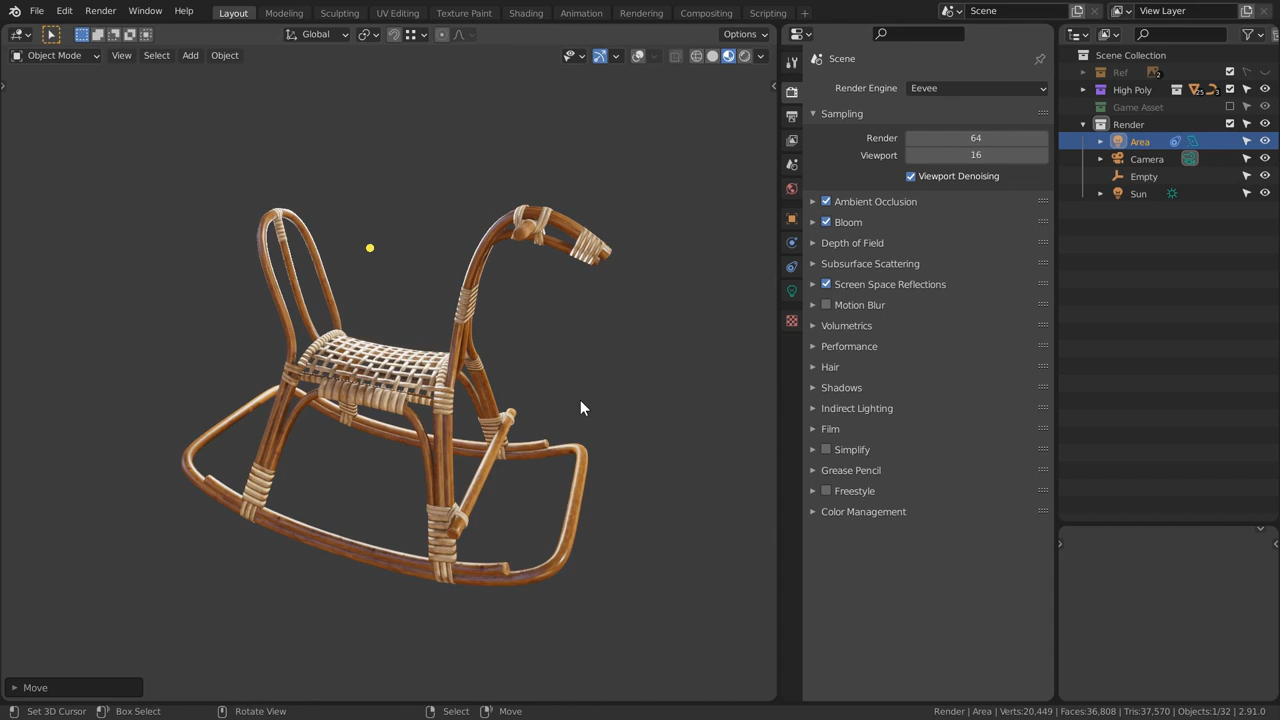 File Edit Render Window Help Layout Modeling Sculpting UV Editing Texture Paint Shading Animation Rendering Compositing Scripting + Scene View Layer
Global Options
Object Mode View Select Add Object
Scene
Render Engine Eevee
Sampling
Render 64
Viewport 16
Viewport Denoising
Ambient Occlusion
Bloom
Depth of Field
Subsurface Scattering
Screen Space Reflections
Motion Blur
Volumetrics
Performance
Hair
Shadows
Indirect Lighting
Film
Simplify
Grease Pencil
Freestyle
Color Management
Scene Collection
Ref 2
High Poly 25 3
Game Asset
Render
Area
Camera
Empty
Sun
Move
Set 3D Cursor Box Select Rotate View Select Move Render | Area | Verts:20,449 | Faces:36,808 | Tris:37,570 | Objects:1/32 | 2.91.0